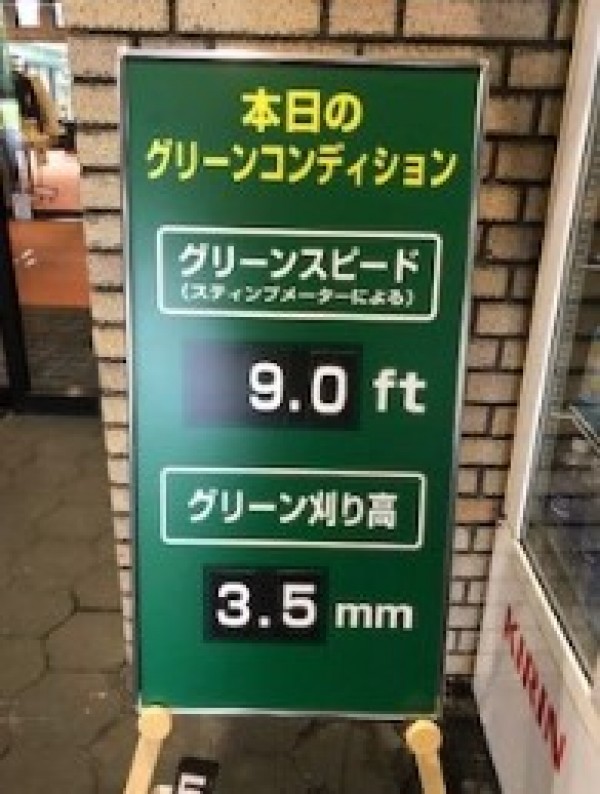 本日の
グリーンコンディション
グリーンスピード
(スティンプメーターによる)
9.0 ft
グリーン刈り高
3.5 mm
KIRIN